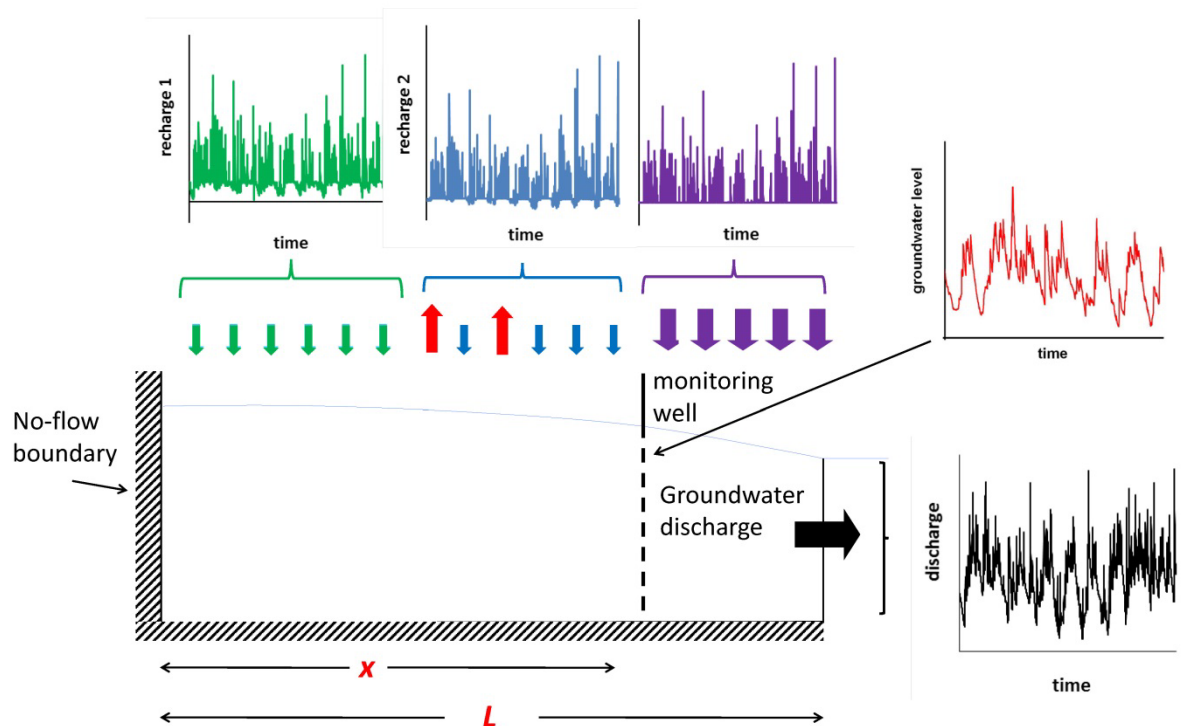 recharge 1
time
recharge 2
time
time
groundwater level
time
monitoring
well
No-flow
boundary
Groundwater
discharge
discharge
time
x
L